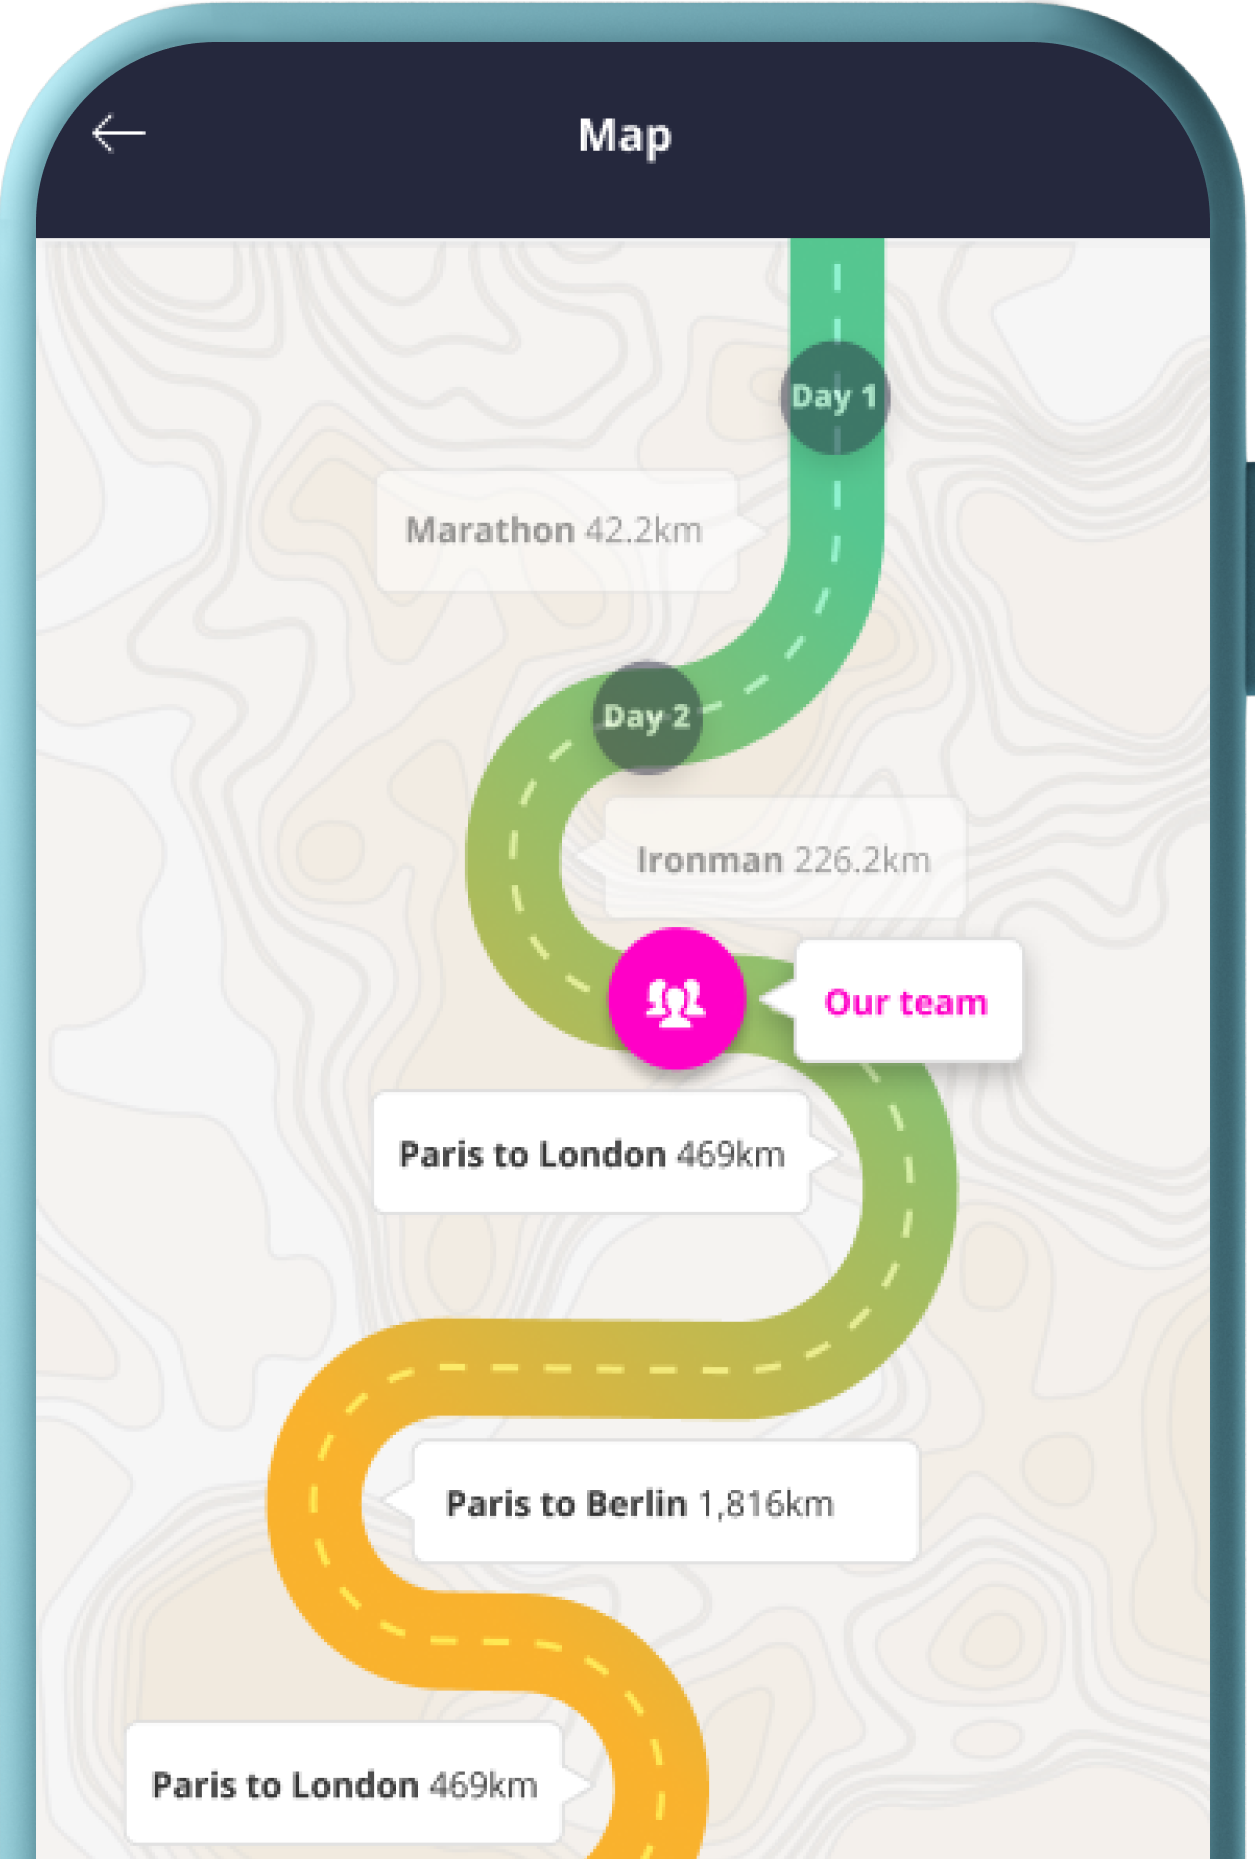 Map
Day 1
Marathon 42.2km
Day 2
Ironman 226.2km
Our team
Paris to London 469km
Paris to Berlin 1,816km
Paris to London 469km